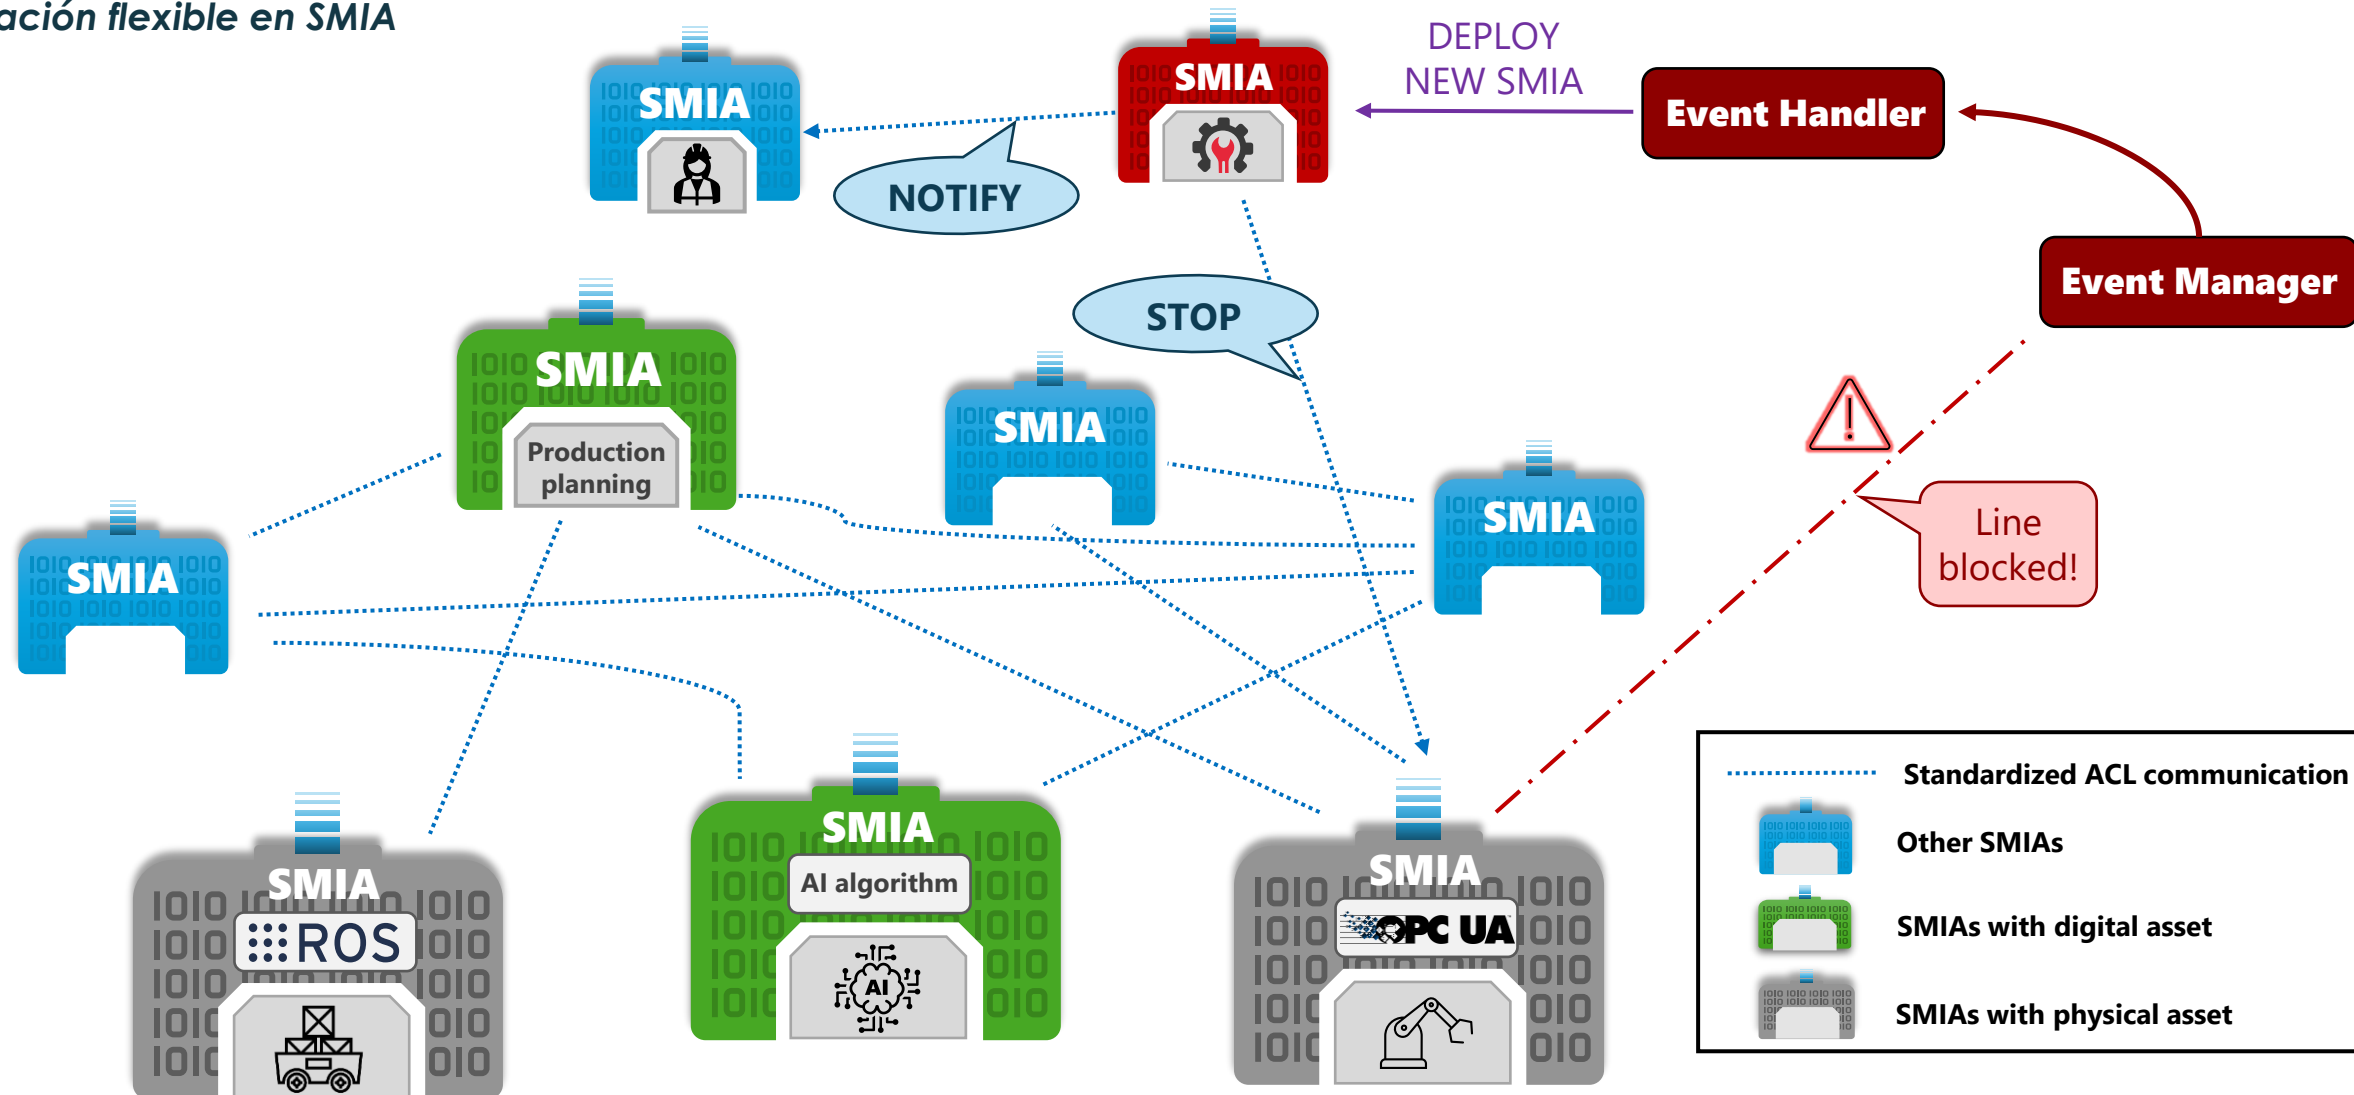 ación flexible en SMIA
SMIA
SMIA
DEPLOY
NEW SMIA
Event Handler
NOTIFY
Event Manager
STOP
SMIA
Production
planning
SMIA
SMIA
Line
blocked!
SMIA
SMIA
ROS
SMIA
AI algorithm
AI
SMIA
OPC UA
Standardized ACL communication
Other SMIAs
SMIAs with digital asset
SMIAs with physical asset